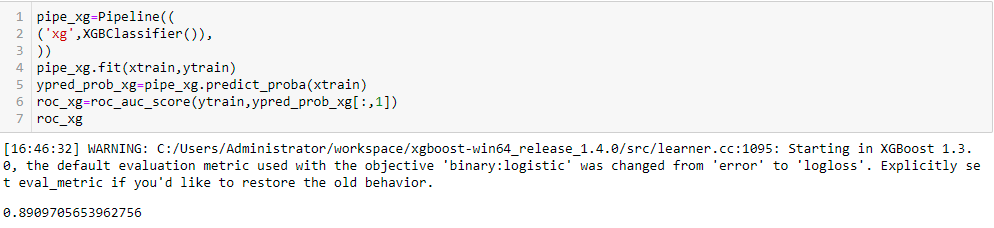 1 pipe_xg=Pipeline((
2 ('xg',XGBClassifier()),
3 ))
4 pipe_xg.fit(xtrain,ytrain)
5 ypred_prob_xg=pipe_xg.predict_proba(xtrain)
6 roc_xg=roc_auc_score(ytrain,ypred_prob_xg[:,1])
7 roc_xg
[16:46:32] WARNING: C:/Users/Administrator/workspace/xgboost-win64_release_1.4.0/src/learner.cc:1095: Starting in XGBoost 1.3.
0, the default evaluation metric used with the objective 'binary:logistic' was changed from 'error' to 'logloss'. Explicitly se
t eval_metric if you'd like to restore the old behavior.
0.8909705653962756